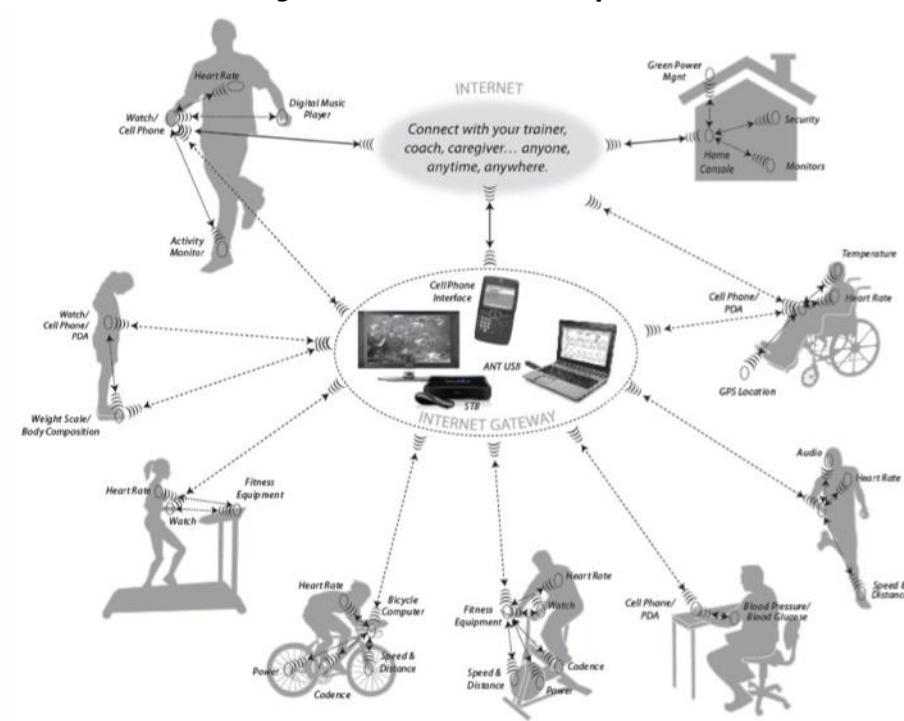 INTERNET
Connect with your trainer,
coach, caregiver... anyone,
anytime, anywhere.
Heart Rate
Watch/
Cell Phone
Digital Music
Player
Activity
Monitor
Green Power
Mgnt
Security
Home
Console
Monitors
Watch/
Cell Phone/
PDA
Weight Scale/
Body Composition
Cell Phone
Interface
ANT USB
STB
INTERNET GATEWAY
Temperature
Cell Phone/
PDA
Heart Rate
GPS Location
Heart Rate
Fitness
Equipment
Watch
Audio
Heart Rate
Speed &
Distance
Heart Rate
Bicycle
Computer
Power
Speed &
Distance
Cadence
Heart Rate
Fitness
Equipment
Watch
Speed &
Distance
Cadence
Power
Cell Phone/
PDA
Blood Pressure/
Blood Glucose